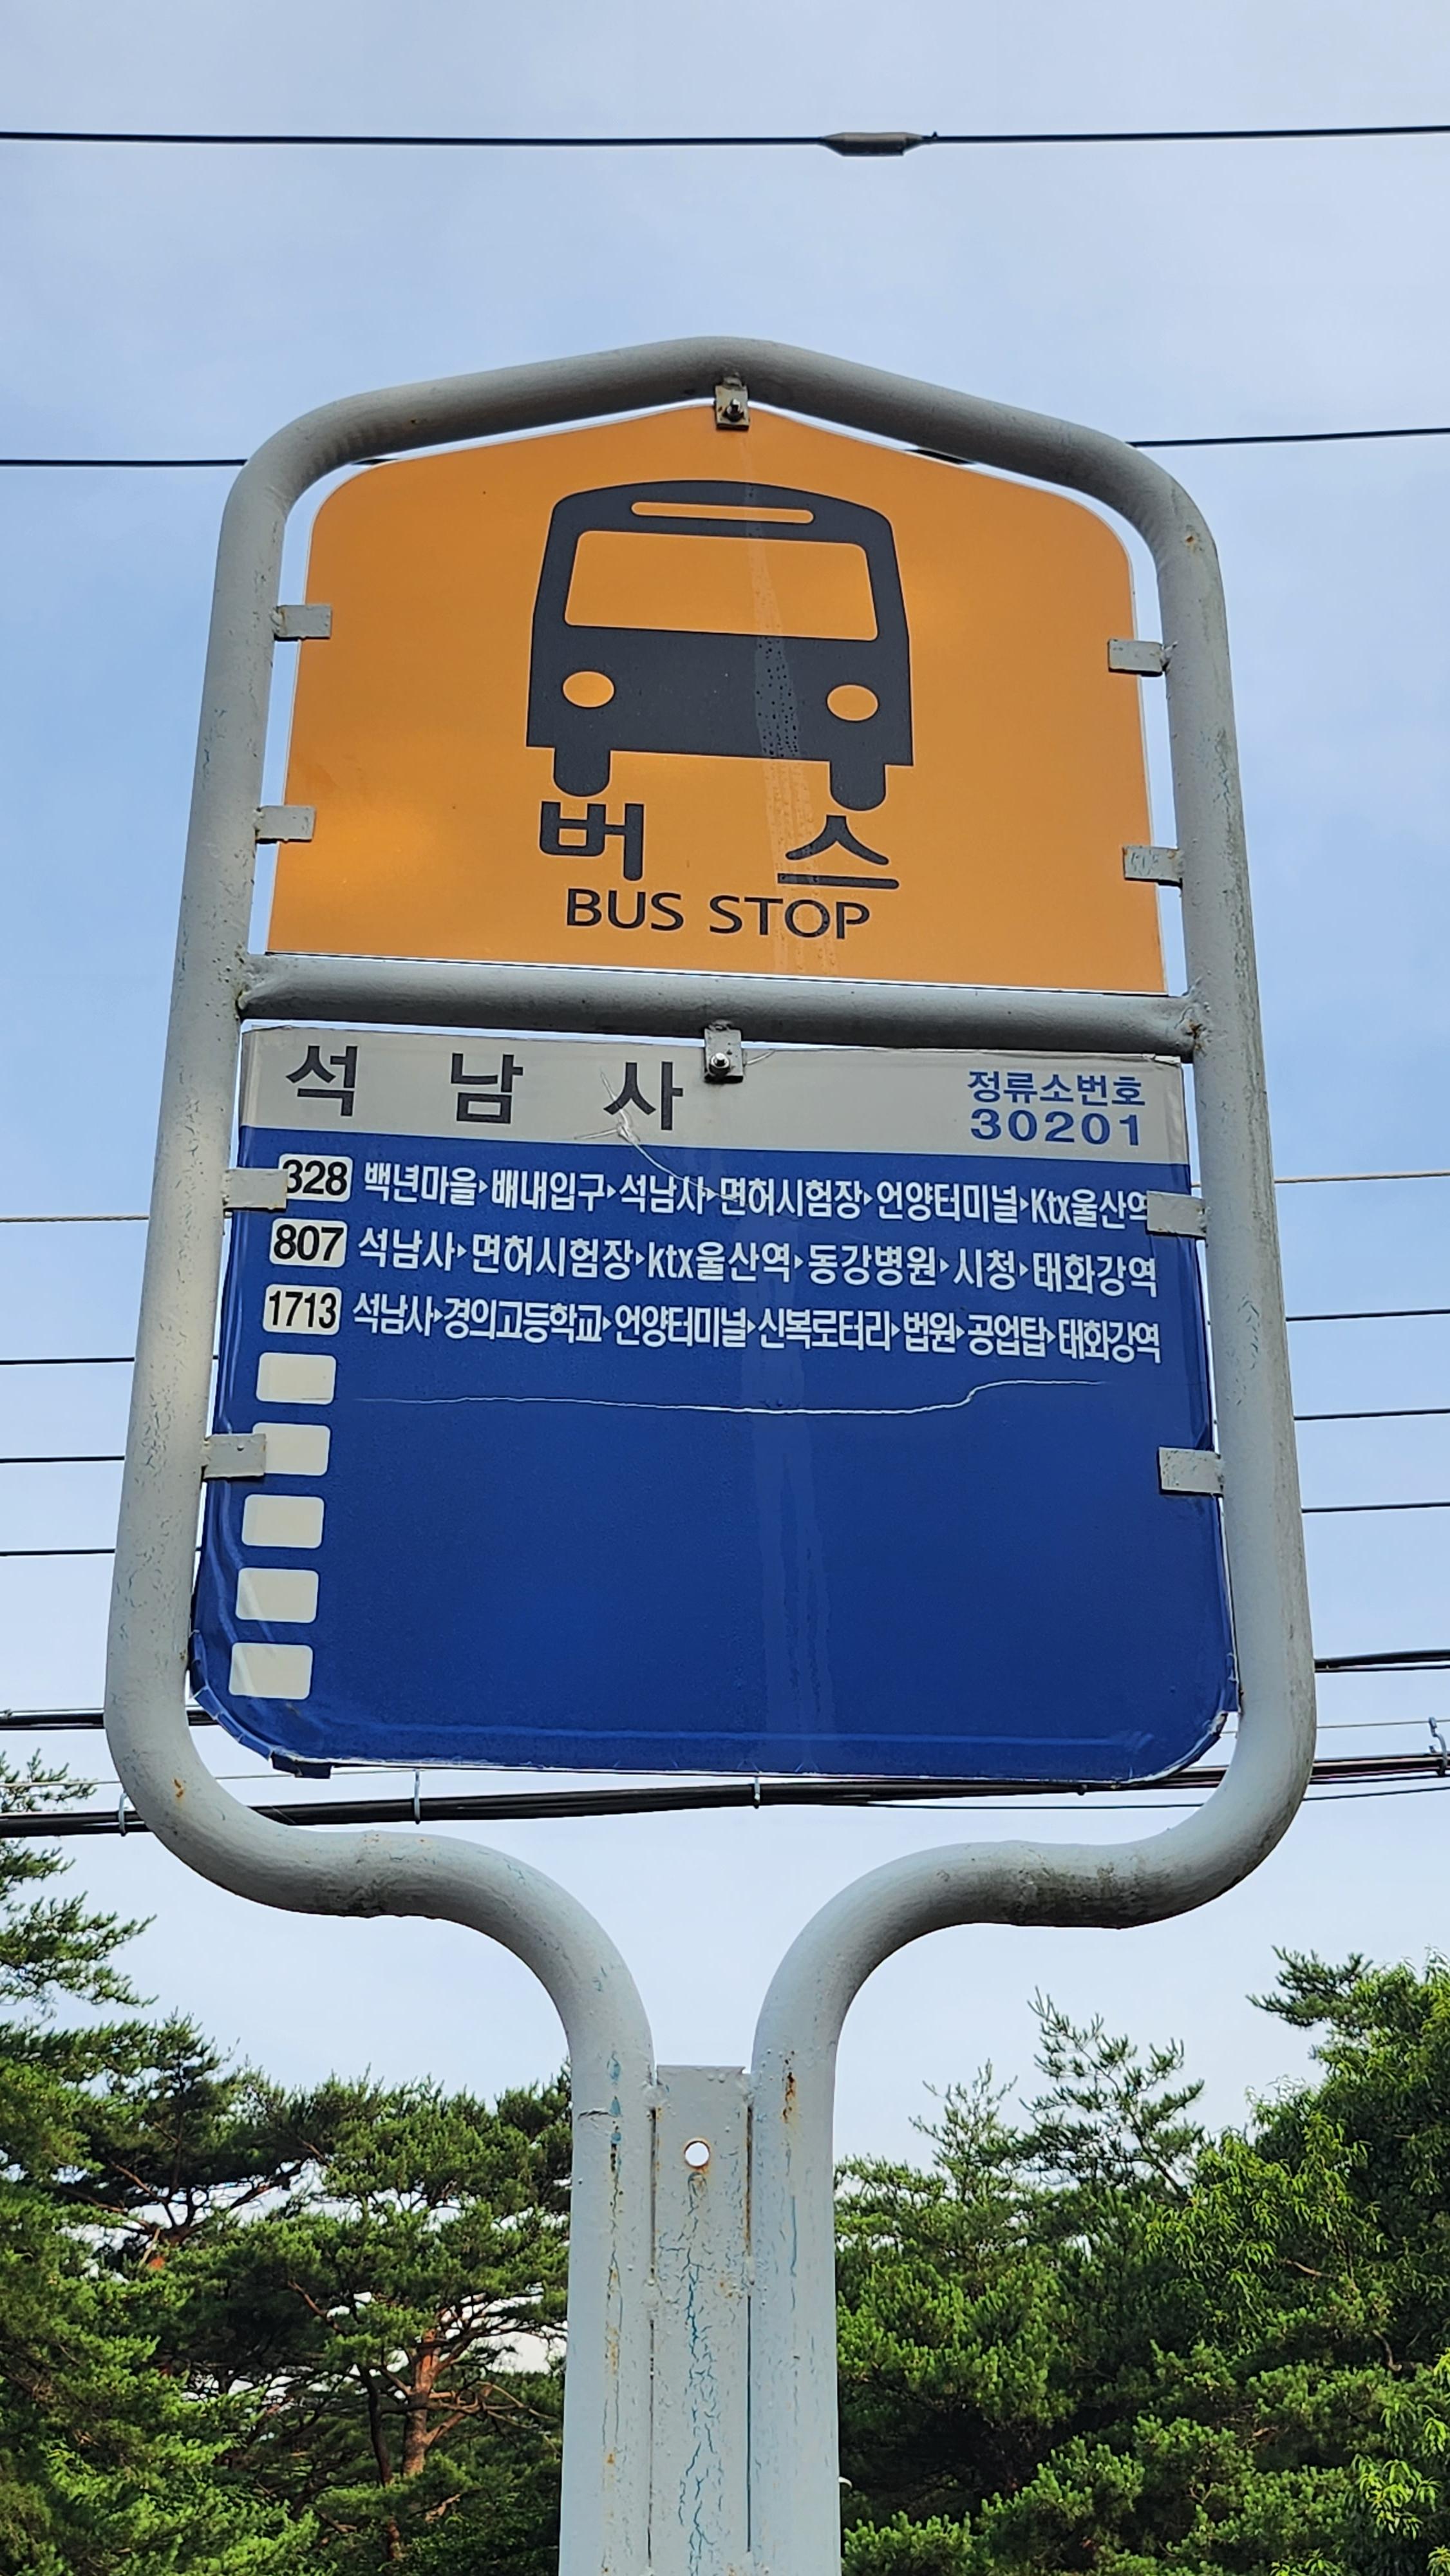 버 스
BUS STOP
석 남 사
정류소번호
30201
328 백년마을▸배내입구▸석남사▸면허시험장▸언양터미널▸Ktx울산역
807 석남사▸면허시험장▸ktx울산역▸동강병원▸시청▸태화강역
1713 석남사▸경의고등학교▸언양터미널▸신복로터리▸법원▸공업탑▸태화강역